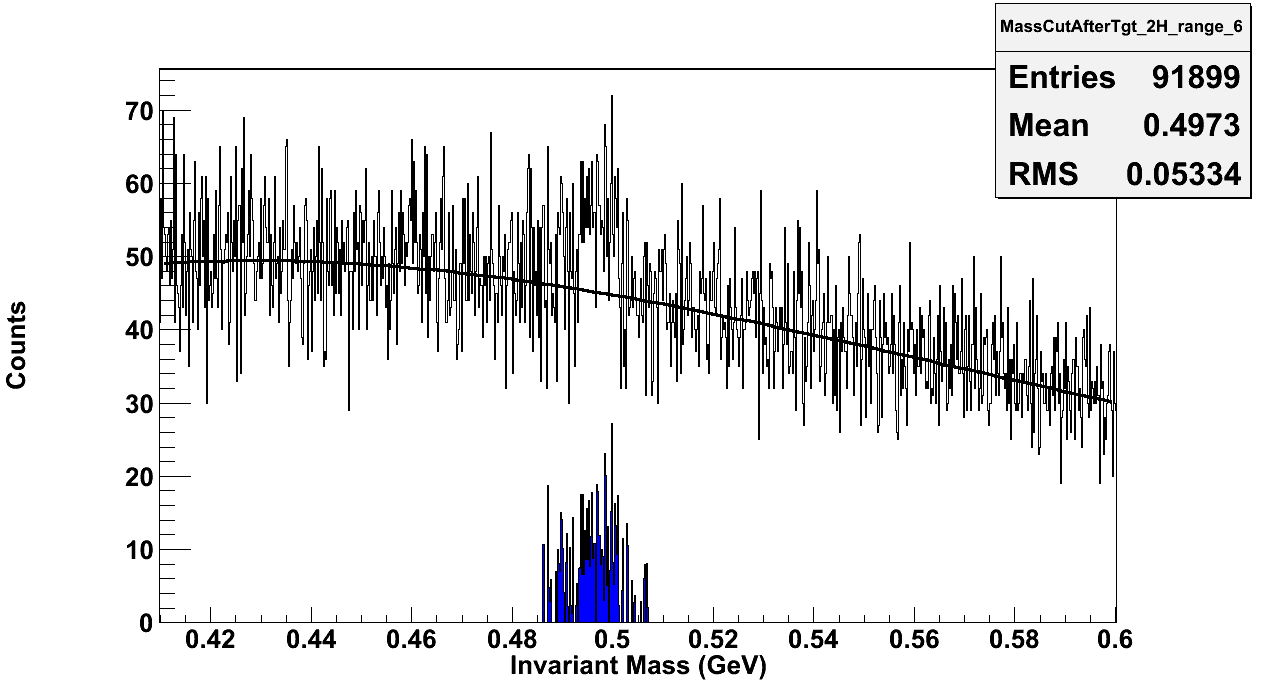 MassCutAfterTgt_2H_range_6
Entries 91899
Mean 0.4973
RMS 0.05334
70
60
50
40
30
20
10
0
Counts
0.42 0.44 0.46 0.48 0.5 0.52 0.54 0.56 0.58 0.6
Invariant Mass (GeV)